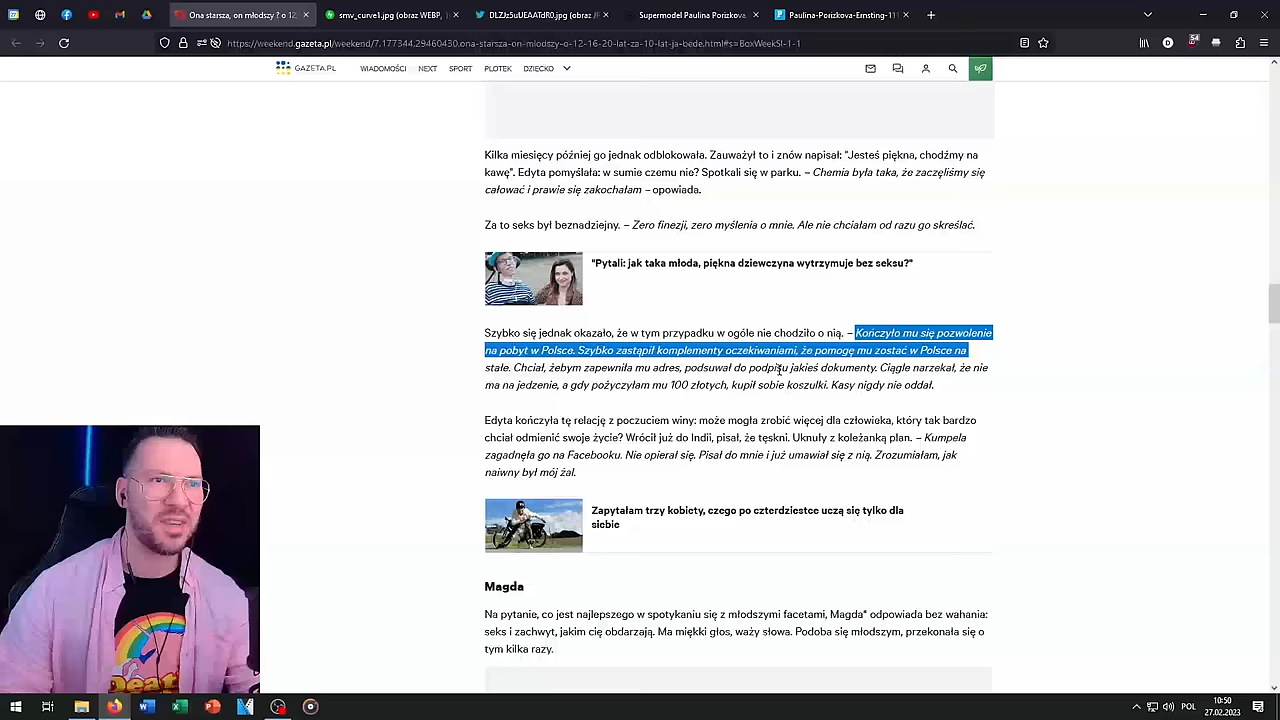 Ona starsza, on młodszy ? o 12
smv_curve1.jpg (obraz WEBP,
DLZJz5uUEAATdR0.jpg (obraz JP
Supermodel Paulina Porizkova
Paulina-Porizkova-Ernsting-11
https://weekend.gazeta.pl/weekend/7,177344,29460430,ona-starsza-on-mlodszy-o-12-16-20-lat-za-10-lat-ja-bede.html#s=BoxWeekSl-1-1
54
GAZETA.PL WIADOMOŚCI NEXT SPORT PLOTEK DZIECKO
Kilka miesięcy później go jednak odblokowała. Zauważył to i znów napisał: "Jesteś piękna, chodźmy na
kawę". Edyta pomyślała: w sumie czemu nie? Spotkali się w parku. – Chemia była taka, że zaczęliśmy się
całować i prawie się zakochałam – opowiada.
Za to seks był beznadziejny. – Zero finezji, zero myślenia o mnie. Ale nie chciałam od razu go skreślać.
"Pytali: jak taka młoda, piękna dziewczyna wytrzymuje bez seksu?"
Szybko się jednak okazało, że w tym przypadku w ogóle nie chodziło o nią. – Kończyło mu się pozwolenie
na pobyt w Polsce. Szybko zastąpił komplementy oczekiwaniami, że pomogę mu zostać w Polsce na
stałe. Chciał, żebym zapewniła mu adres, podsuwał do podpisu jakieś dokumenty. Ciągle narzekał, że nie
ma na jedzenie, a gdy pożyczyłam mu 100 złotych, kupił sobie koszulki. Kasy nigdy nie oddał.
Edyta kończyła tę relację z poczuciem winy: może mogła zrobić więcej dla człowieka, który tak bardzo
chciał odmienić swoje życie? Wrócił już do Indii, pisał, że tęskni. Uknuły z koleżanką plan. – Kumpela
zagadnęła go na Facebooku. Nie opierał się. Pisał do mnie i już umawiał się z nią. Zrozumiałam, jak
naiwny był mój żal.
Zapytałam trzy kobiety, czego po czterdziestce uczą się tylko dla
siebie
Magda
Na pytanie, co jest najlepszego w spotykaniu się z młodszymi facetami, Magda* odpowiada bez wahania:
seks i zachwyt, jakim cię obdarzają. Ma miękki głos, waży słowa. Podoba się młodszym, przekonała się o
tym kilka razy.
Death
POL
10:50
27.02.2023